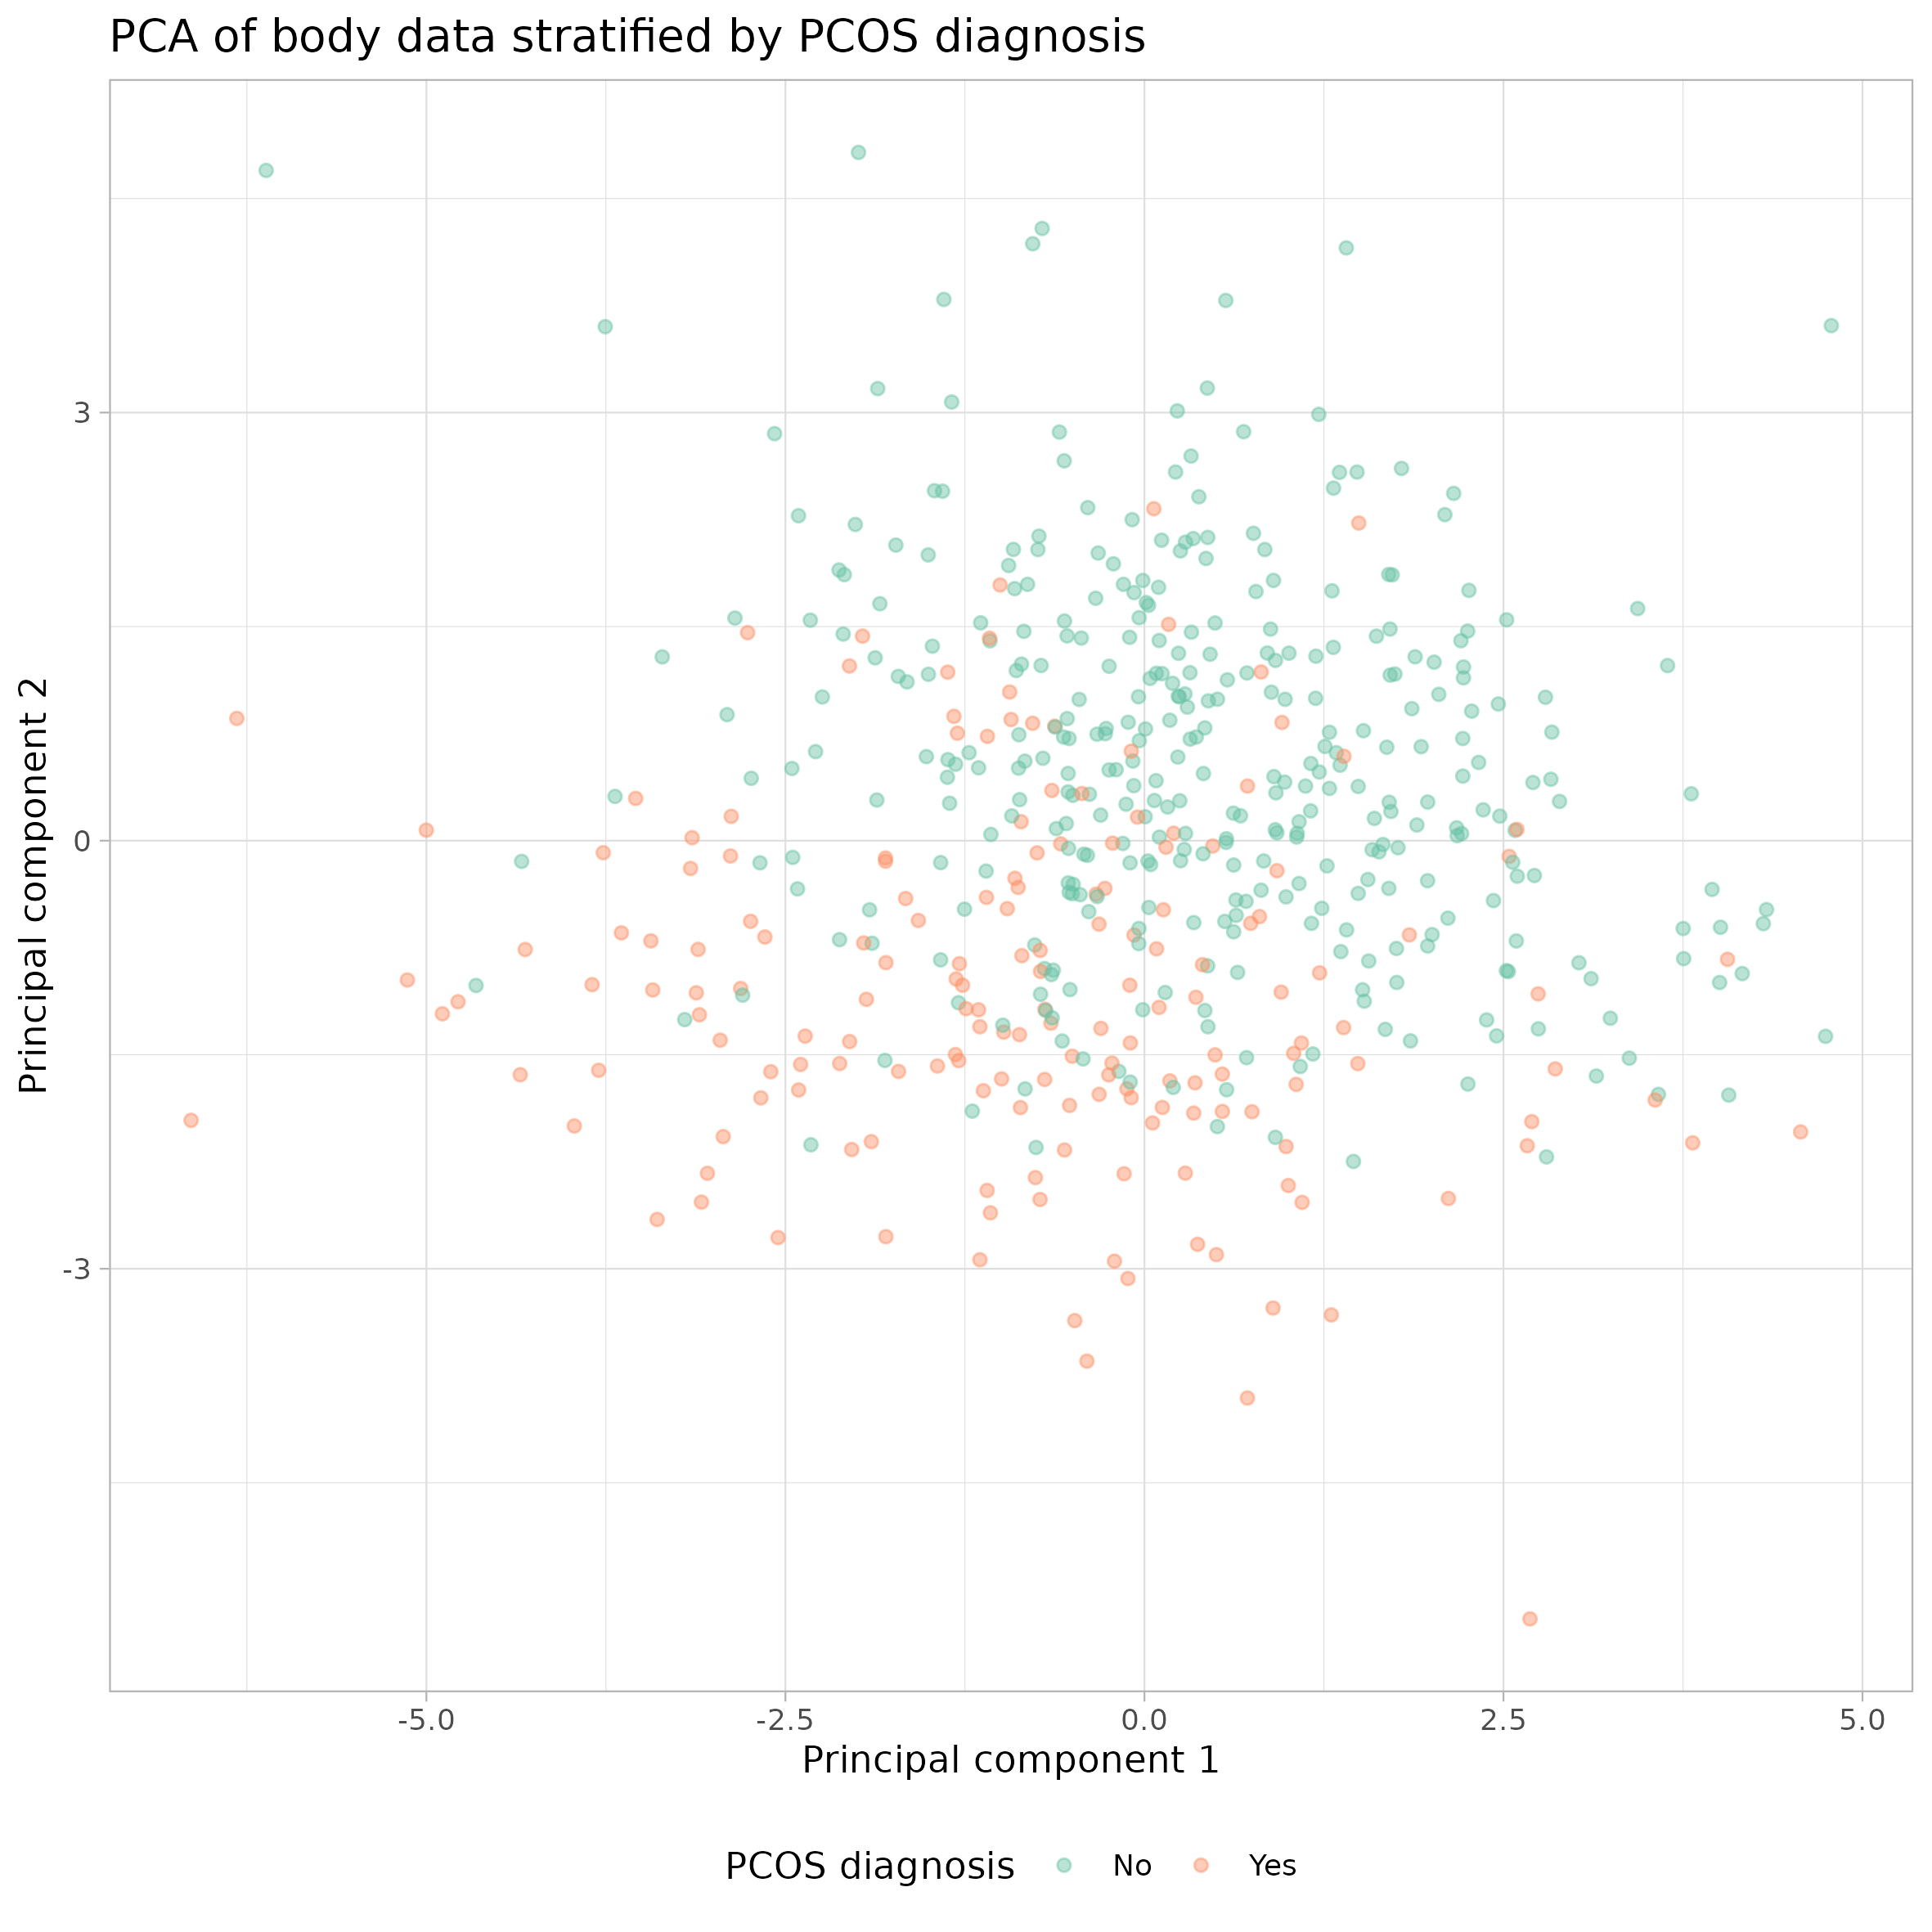 PCA of body data stratified by PCOS diagnosis
Principal component 2
3
0
-3
-5.0 -2.5 0.0 2.5 5.0
Principal component 1
PCOS diagnosis No Yes